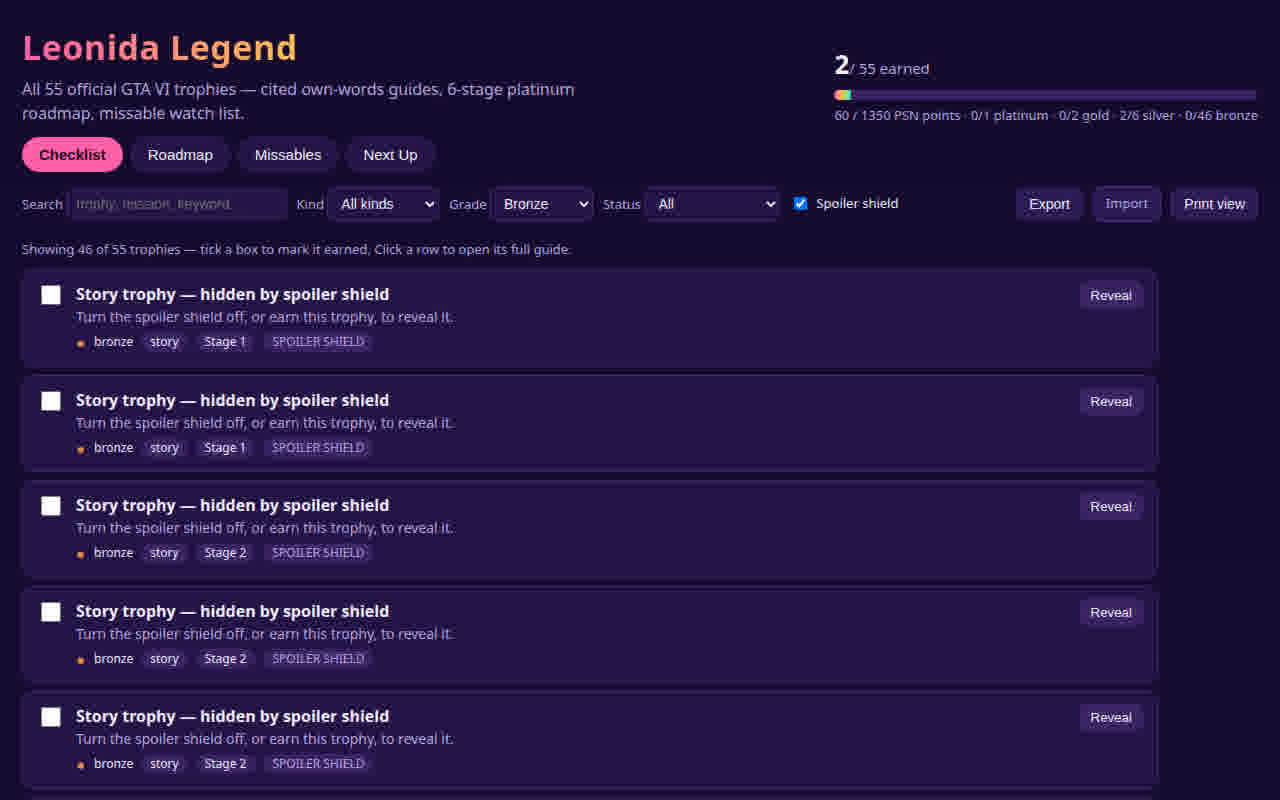 Leonida Legend
All 55 official GTA VI trophies — cited own-words guides, 6-stage platinum
roadmap, missable watch list.
2 / 55 earned
60 / 1350 PSN points · 0/1 platinum · 0/2 gold · 2/6 silver · 0/46 bronze
Checklist Roadmap Missables Next Up
Search trophy, mission, keyword Kind All kinds Grade Bronze Status All Spoiler shield Export Import Print view
Showing 46 of 55 trophies — tick a box to mark it earned. Click a row to open its full guide.
Story trophy — hidden by spoiler shield Reveal
Turn the spoiler shield off, or earn this trophy, to reveal it.
bronze story Stage 1 SPOILER SHIELD
Story trophy — hidden by spoiler shield Reveal
Turn the spoiler shield off, or earn this trophy, to reveal it.
bronze story Stage 1 SPOILER SHIELD
Story trophy — hidden by spoiler shield Reveal
Turn the spoiler shield off, or earn this trophy, to reveal it.
bronze story Stage 2 SPOILER SHIELD
Story trophy — hidden by spoiler shield Reveal
Turn the spoiler shield off, or earn this trophy, to reveal it.
bronze story Stage 2 SPOILER SHIELD
Story trophy — hidden by spoiler shield Reveal
Turn the spoiler shield off, or earn this trophy, to reveal it.
bronze story Stage 2 SPOILER SHIELD